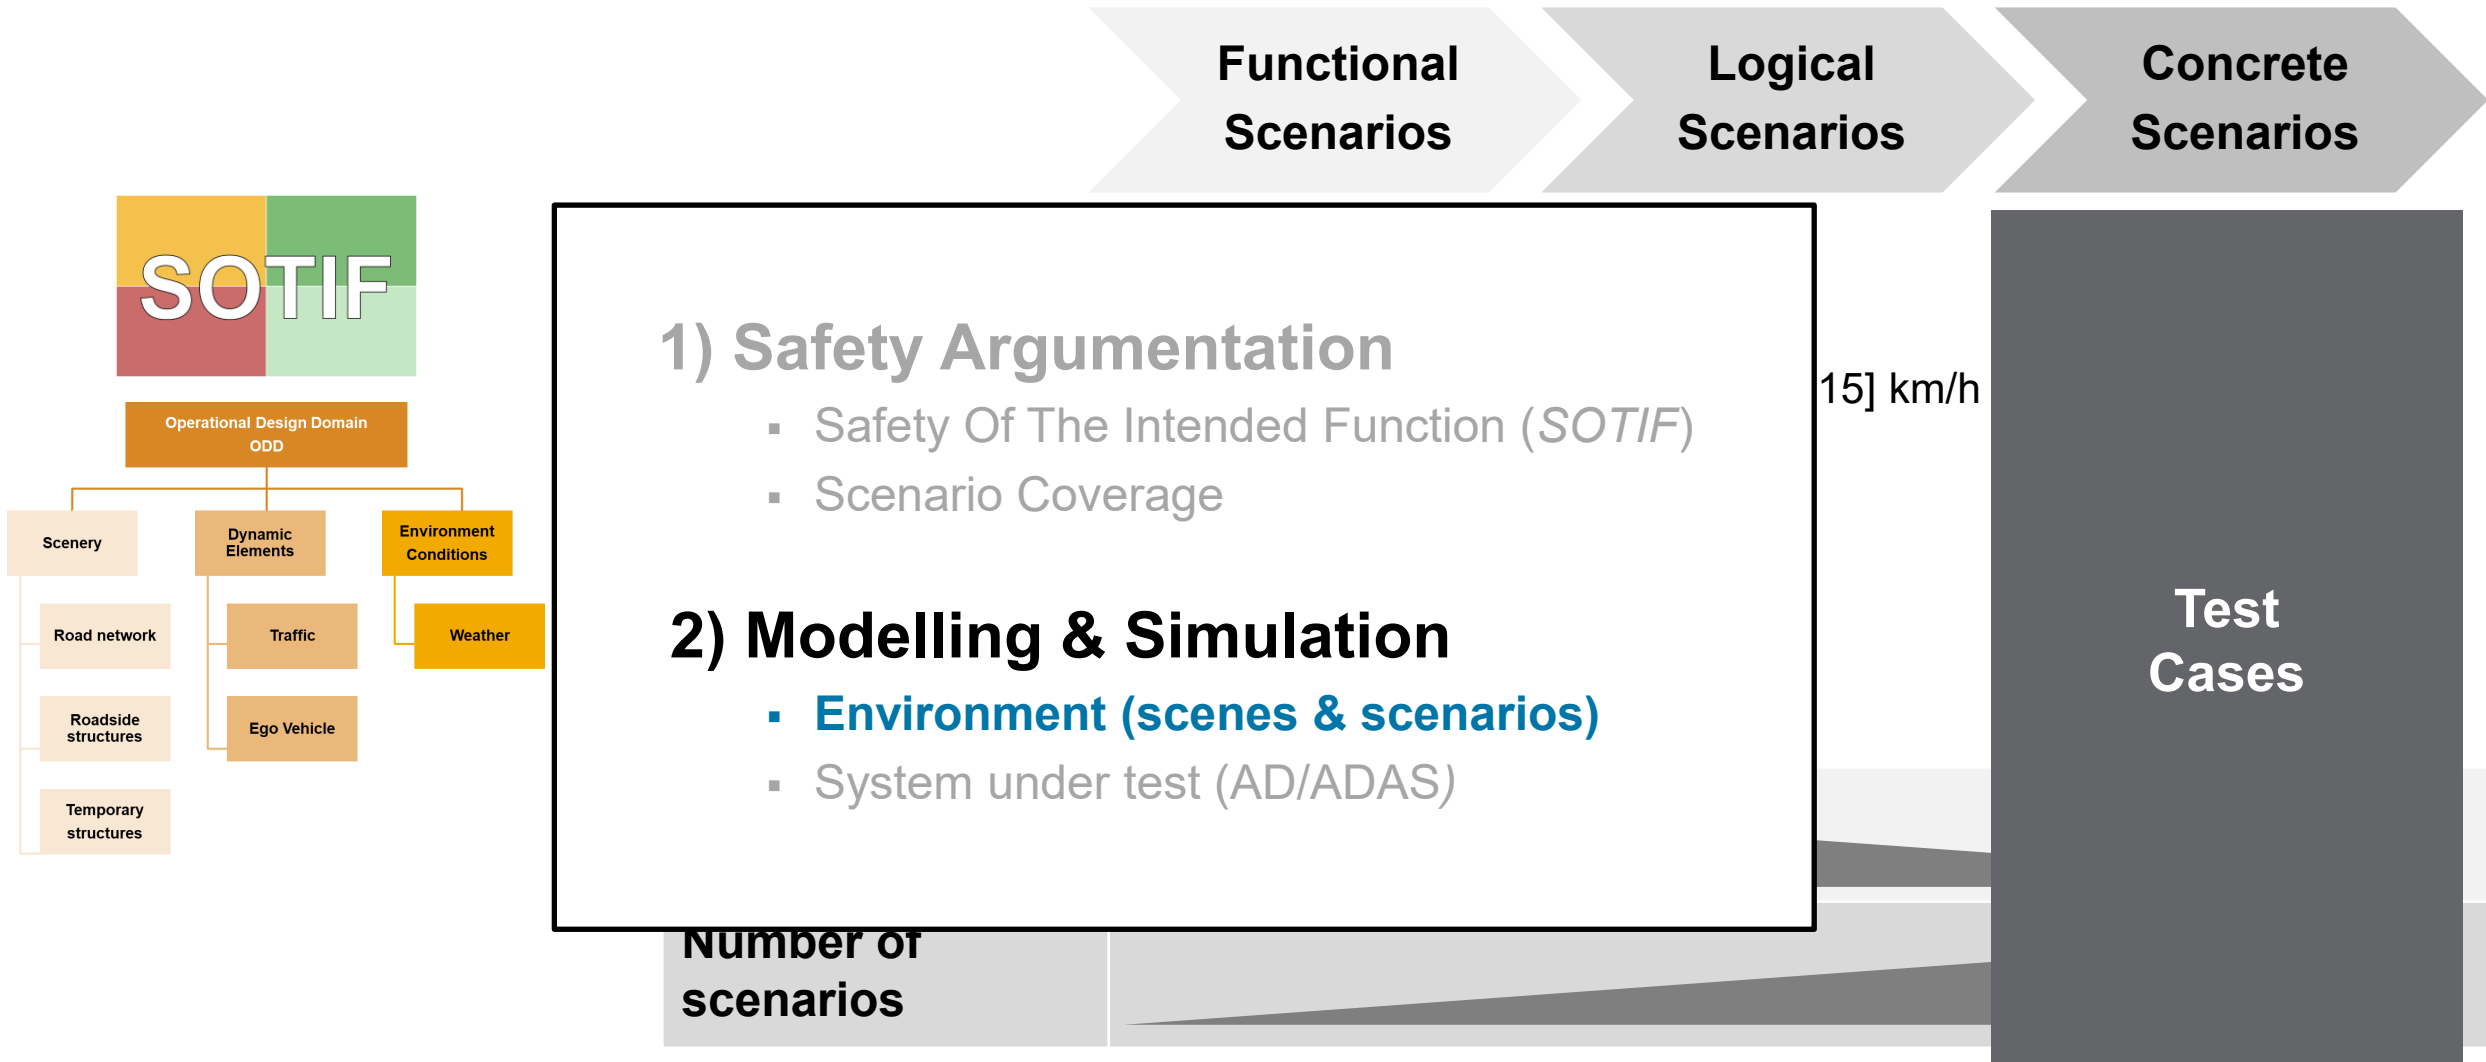 Functional
Scenarios
Logical
Scenarios
Concrete
Scenarios
SOTIF
Operational Design Domain
ODD
Scenery
Dynamic
Elements
Environment
Conditions
Road network
Traffic
Weather
Roadside
structures
Ego Vehicle
Temporary
structures
1) Safety Argumentation
▪ Safety Of The Intended Function (SOTIF)
▪ Scenario Coverage
2) Modelling & Simulation
▪ Environment (scenes & scenarios)
▪ System under test (AD/ADAS)
15] km/h
Test
Cases
Number of
scenarios